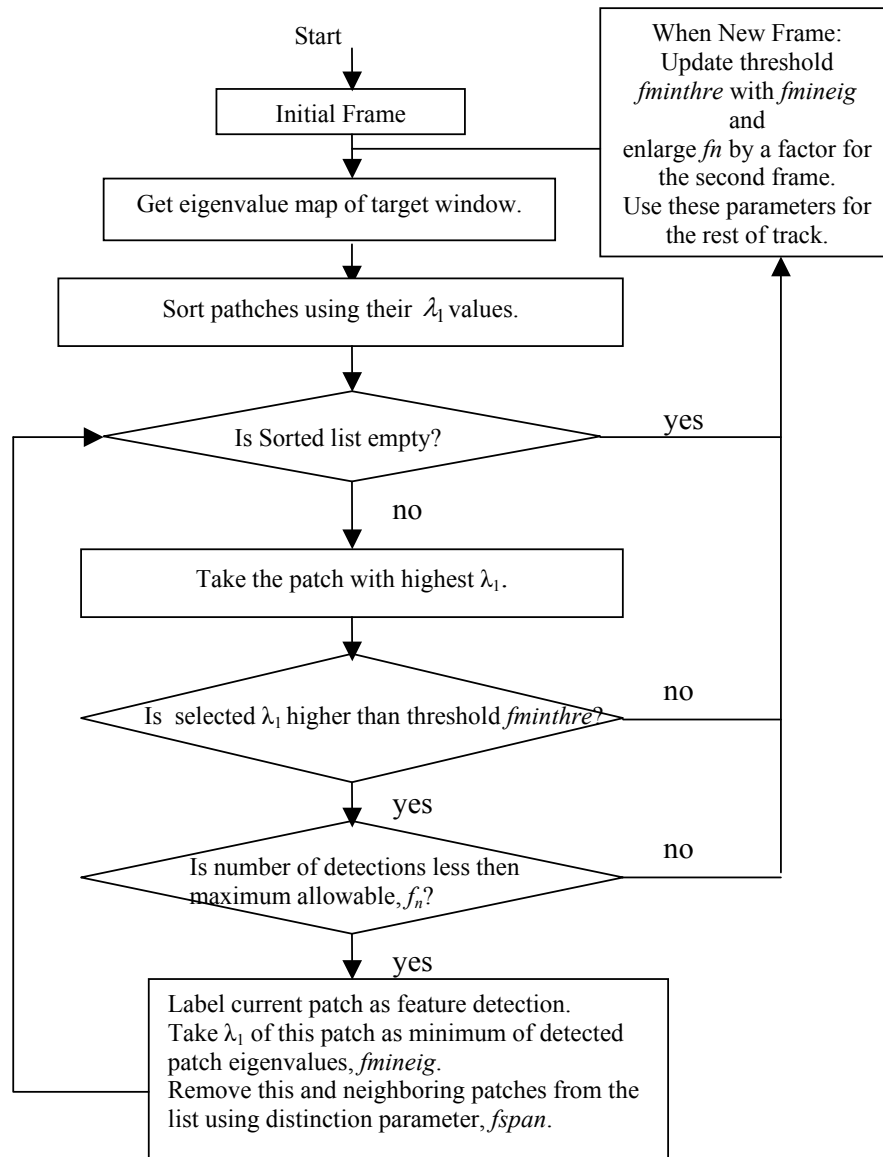 Start
Initial Frame
When New Frame:
Update threshold
fminthre with fmineig
and
enlarge fn by a factor for
the second frame.
Use these parameters for
the rest of track.
Get eigenvalue map of target window.
Sort pathches using their λ1 values.
Is Sorted list empty?
yes
no
Take the patch with highest λ1.
Is selected λ1 higher than threshold fminthre?
no
yes
Is number of detections less then
maximum allowable, fn?
no
yes
Label current patch as feature detection.
Take λ1 of this patch as minimum of detected
patch eigenvalues, fmineig.
Remove this and neighboring patches from the
list using distinction parameter, fspan.